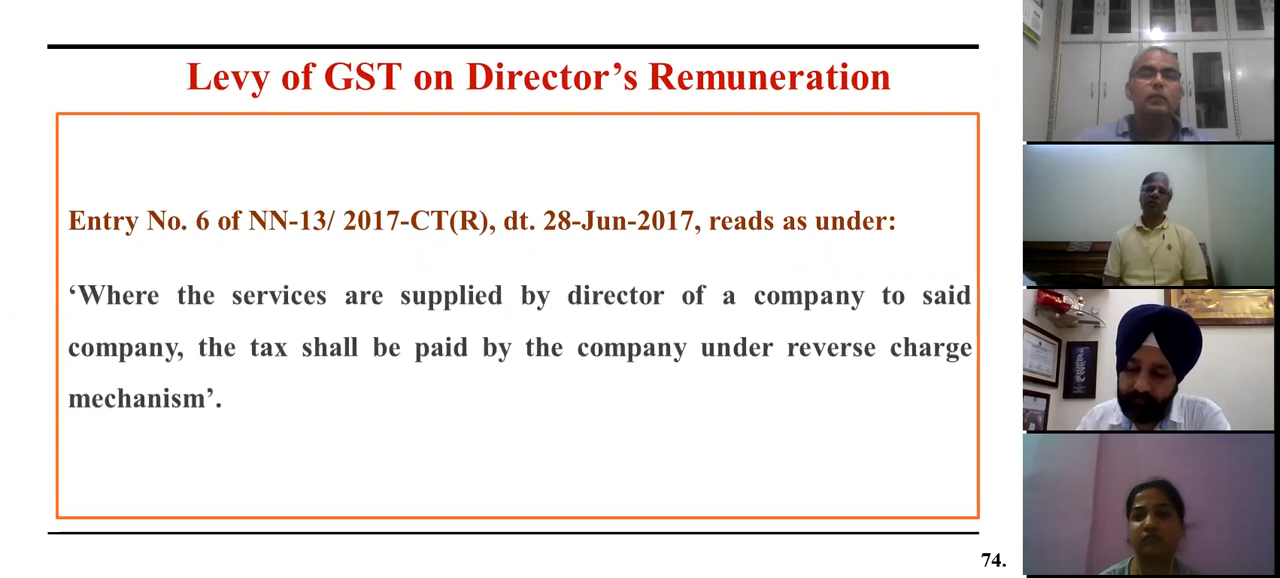 Levy of GST on Director’s Remuneration
Entry No. 6 of NN-13/ 2017-CT(R), dt. 28-Jun-2017, reads as under:
‘Where the services are supplied by director of a company to said
company, the tax shall be paid by the company under reverse charge
mechanism’.
74.